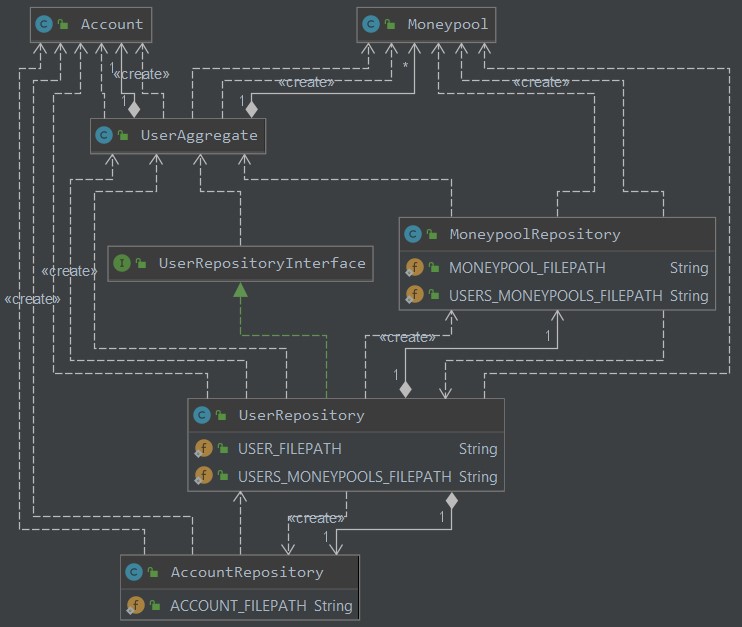 Account
Moneypool
1
«create»
«create»
*
«create»
1
1
UserAggregate
MoneypoolRepository
MONEYPOOL_FILEPATH String
USERS_MONEYPOOLS_FILEPATH String
UserRepositoryInterface
«create»
«create»
«create»
1
1
UserRepository
USER_FILEPATH String
USERS_MONEYPOOLS_FILEPATH String
«create»
1
1
AccountRepository
ACCOUNT_FILEPATH String